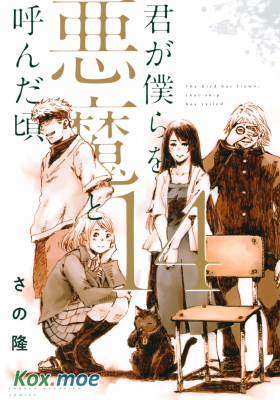 君が僕らを
悪魔と
呼んだ頃
14
さの隆
The bird has flown,
that ship
has sailed.
Kox.moe
COMICS